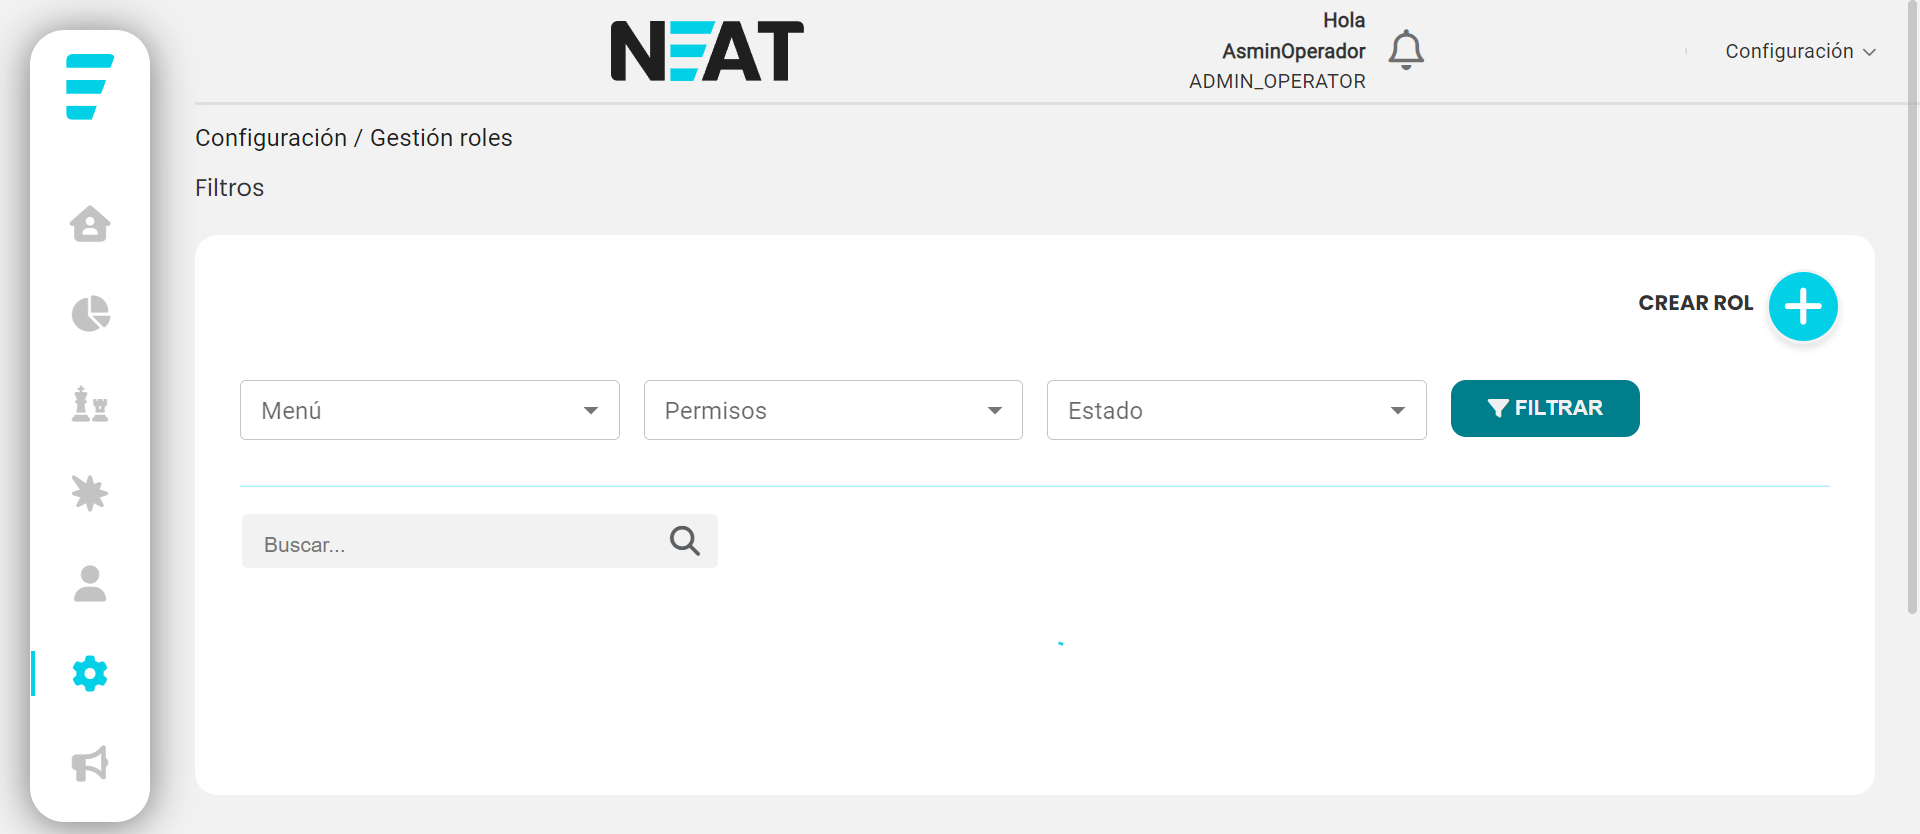 NEAT
Hola
AsminOperador
ADMIN_OPERATOR
Configuración
Configuración / Gestión roles
Filtros
CREAR ROL
Menú
Permisos
Estado
FILTRAR
Buscar...